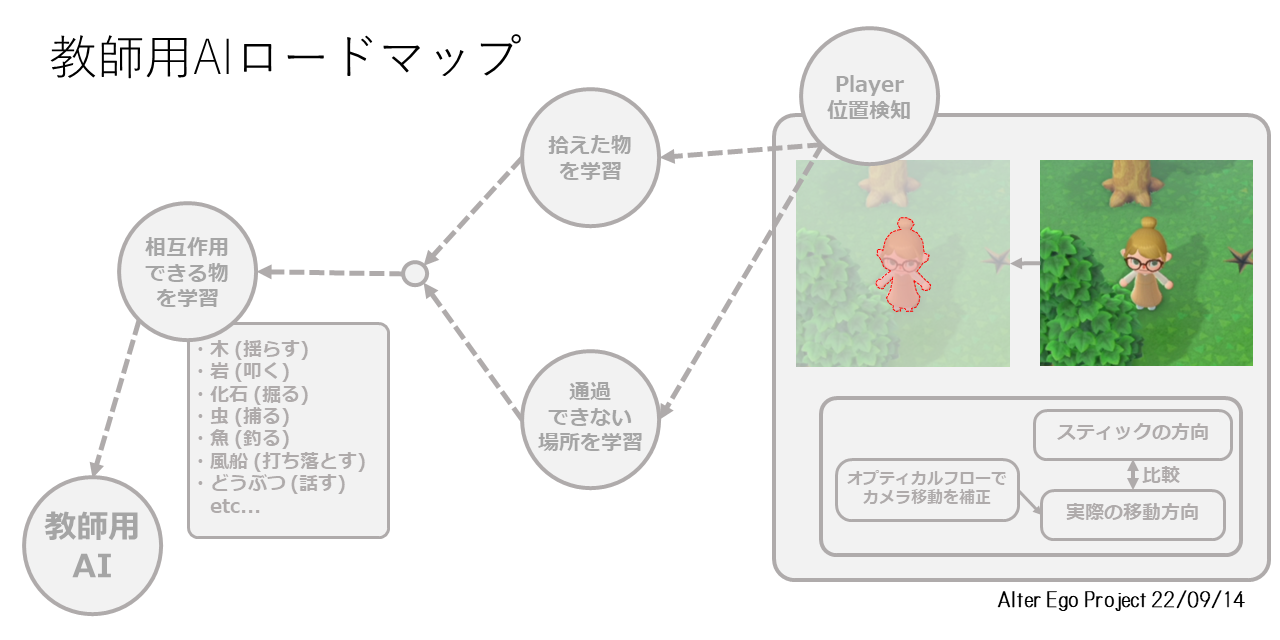 教師用AIロードマップ
Player
位置検知
拾えた物
を学習
相互作用
できる物
を学習
・木 (揺らす)
・岩 (叩く)
・化石 (掘る)
・虫 (捕る)
・魚 (釣る)
・風船 (打ち落とす)
・どうぶつ (話す)
etc...
通過
できない
場所を学習
教師用
AI
スティックの方向
比較
オプティカルフローで
カメラ移動を補正
実際の移動方向
Alter Ego Project 22/09/14